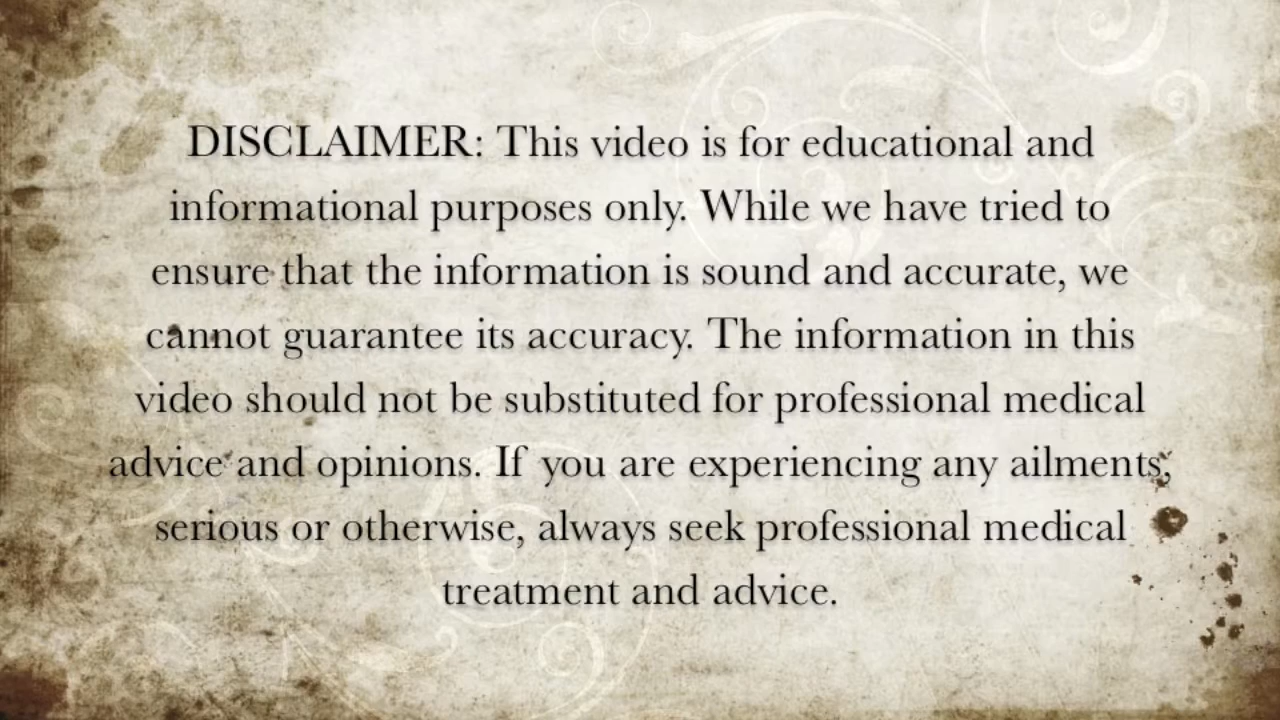 DISCLAIMER: This video is for educational and
informational purposes only. While we have tried to
ensure that the information is sound and accurate, we
cannot guarantee its accuracy. The information in this
video should not be substituted for professional medical
advice and opinions. If you are experiencing any ailments,
serious or otherwise, always seek professional medical
treatment and advice.